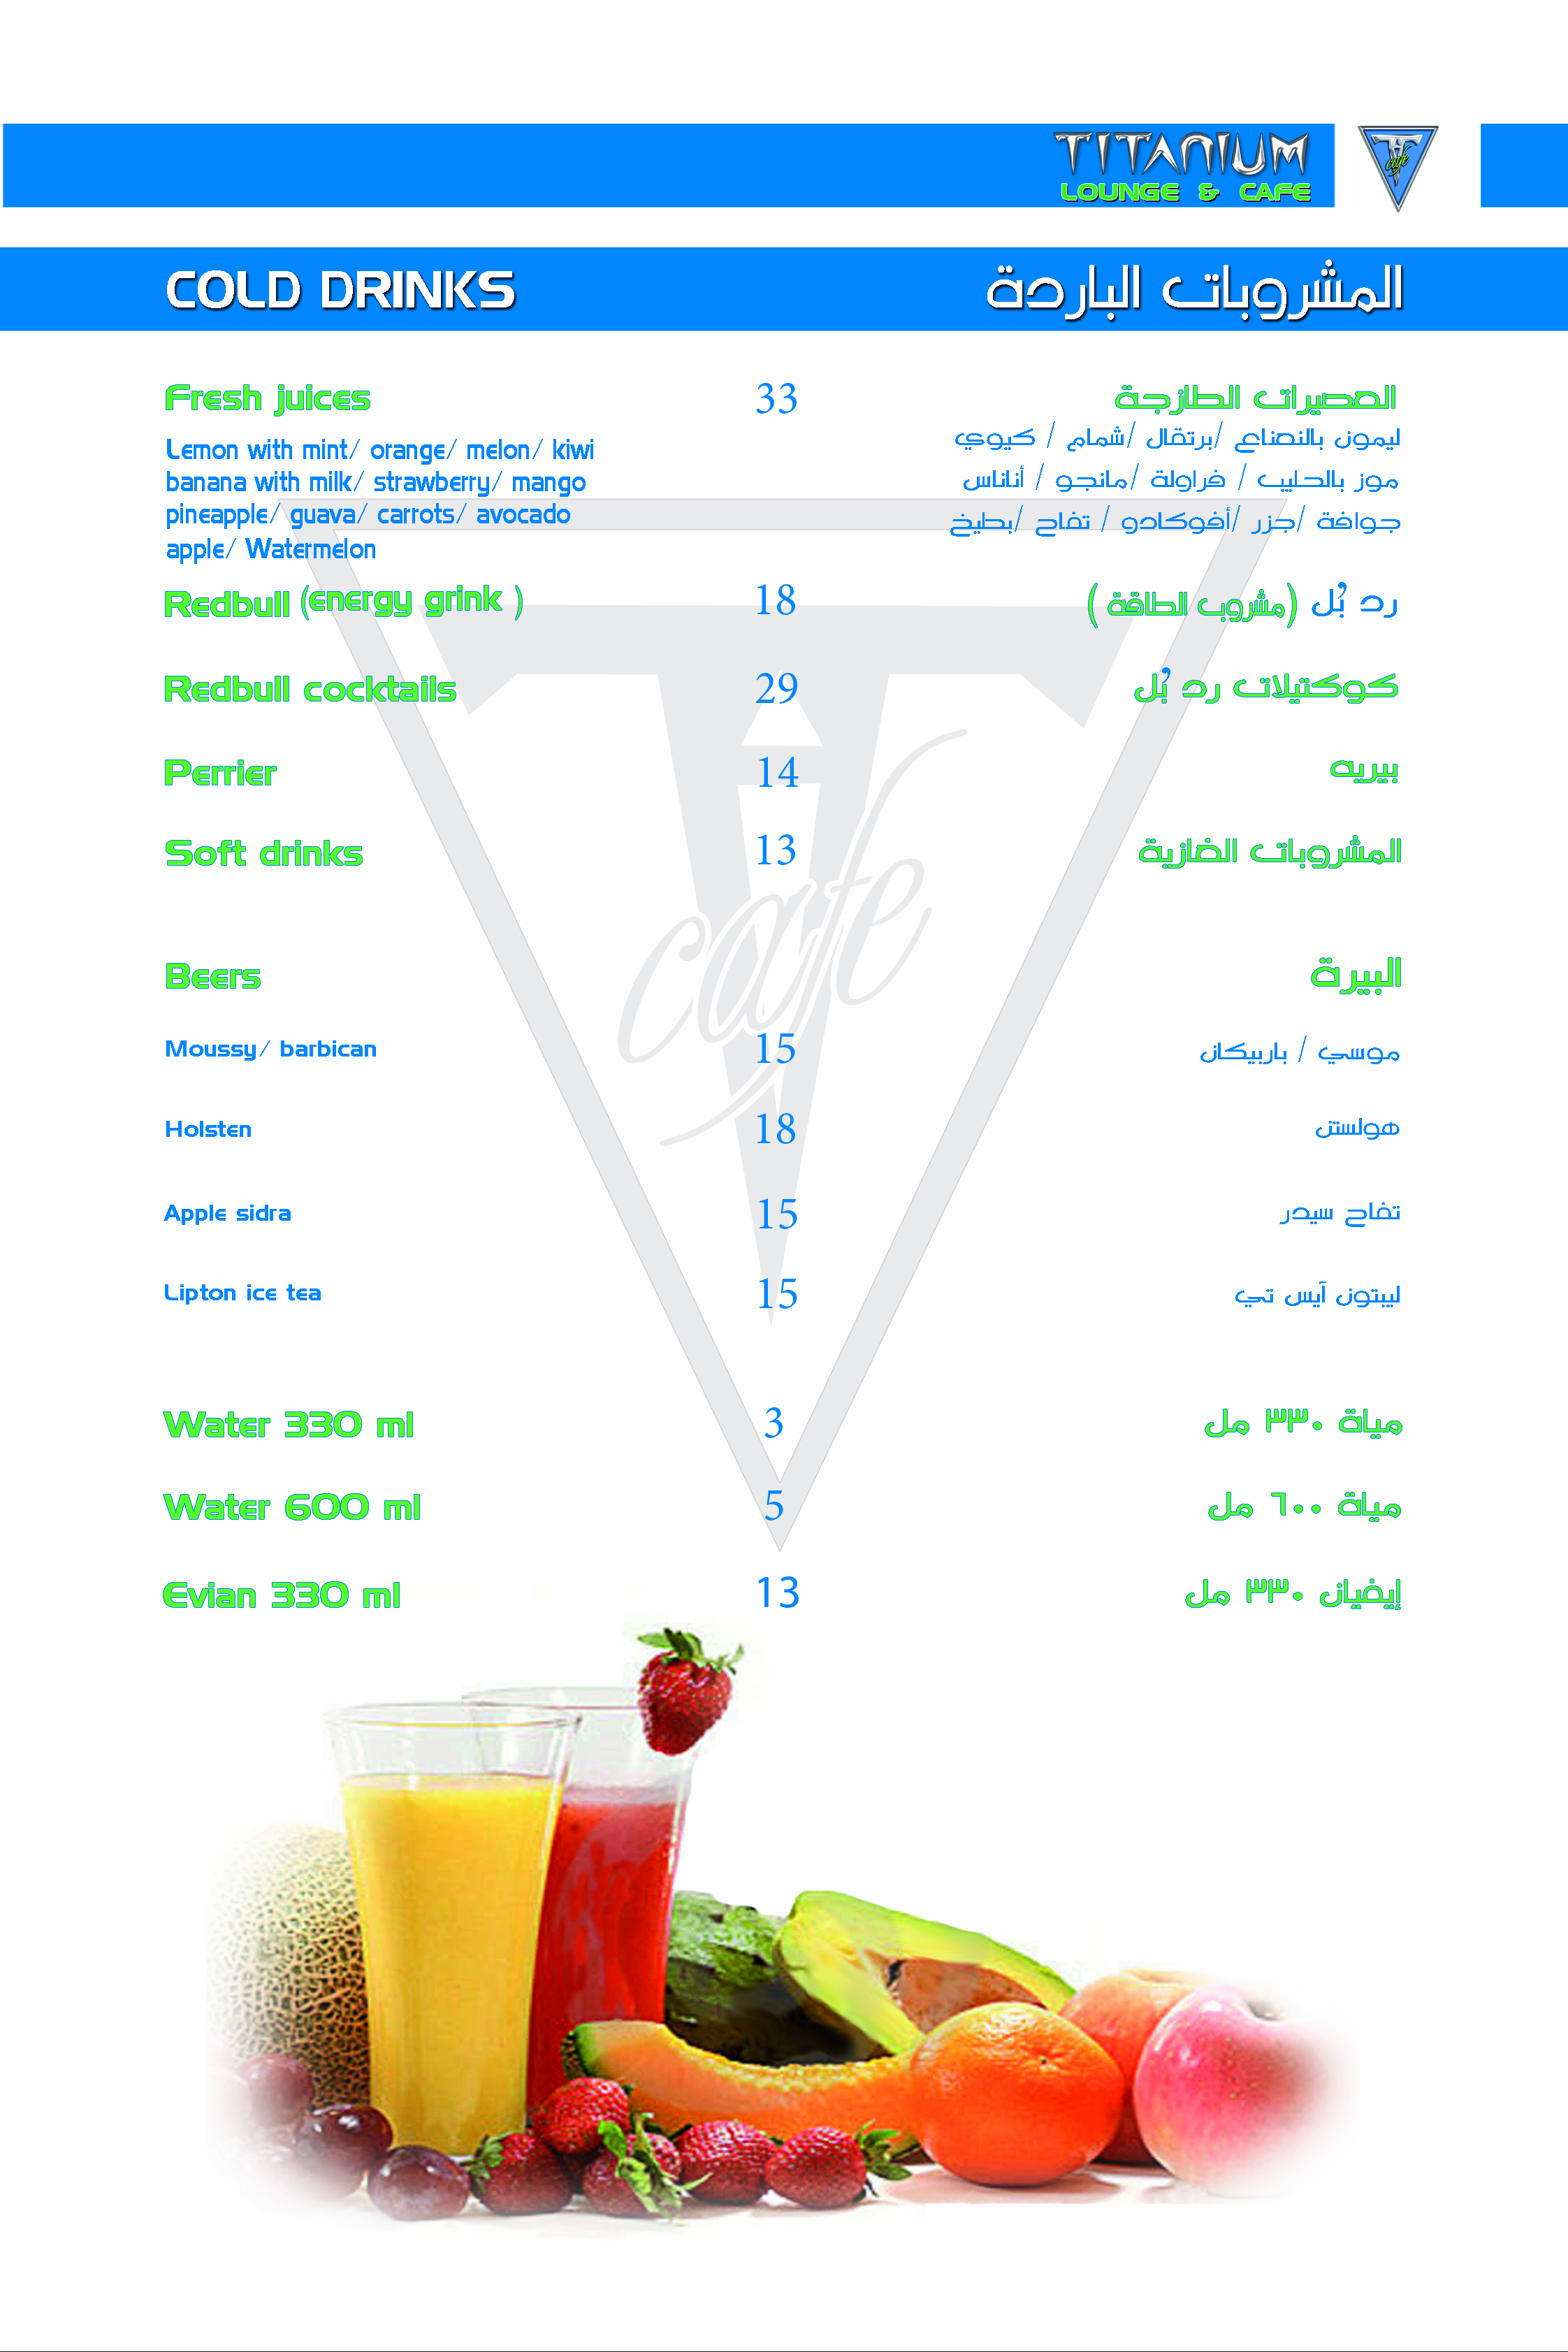 TITANIUM
LOUNGE & CAFE
cafe
COLD DRINKS المشروبات الباردة
Fresh juices 33 العصيرات الطازجة
Lemon with mint/ orange/ melon/ kiwi ليمون بالنعناع /برتقال /شمام / كيوي
banana with milk/ strawberry/ mango موز بالحليب / فراولة /مانجو / أناناس
pineapple/ guava/ carrots/ avocado جوافة /جزر /أفوكادو / تفاح /بطيخ
apple/ Watermelon
Redbull (energy grink ) 18 رد بُل (مشروب الطاقة )
Redbull cocktails 29 كوكتيلات رد بُل
Perrier 14 بيريه
Soft drinks 13 المشروبات الغازية
cafe
Beers البيرة
Moussy/ barbican 15 موسي / باربيكان
Holsten 18 هولستن
Apple sidra 15 تفاح سيدر
Lipton ice tea 15 ليبتون آيس تي
Water 330 ml 3 مياة ٣٣٠ مل
Water 600 ml 5 مياة ٦٠٠ مل
Evian 330 ml 13 إيفيان ٣٣٠ مل